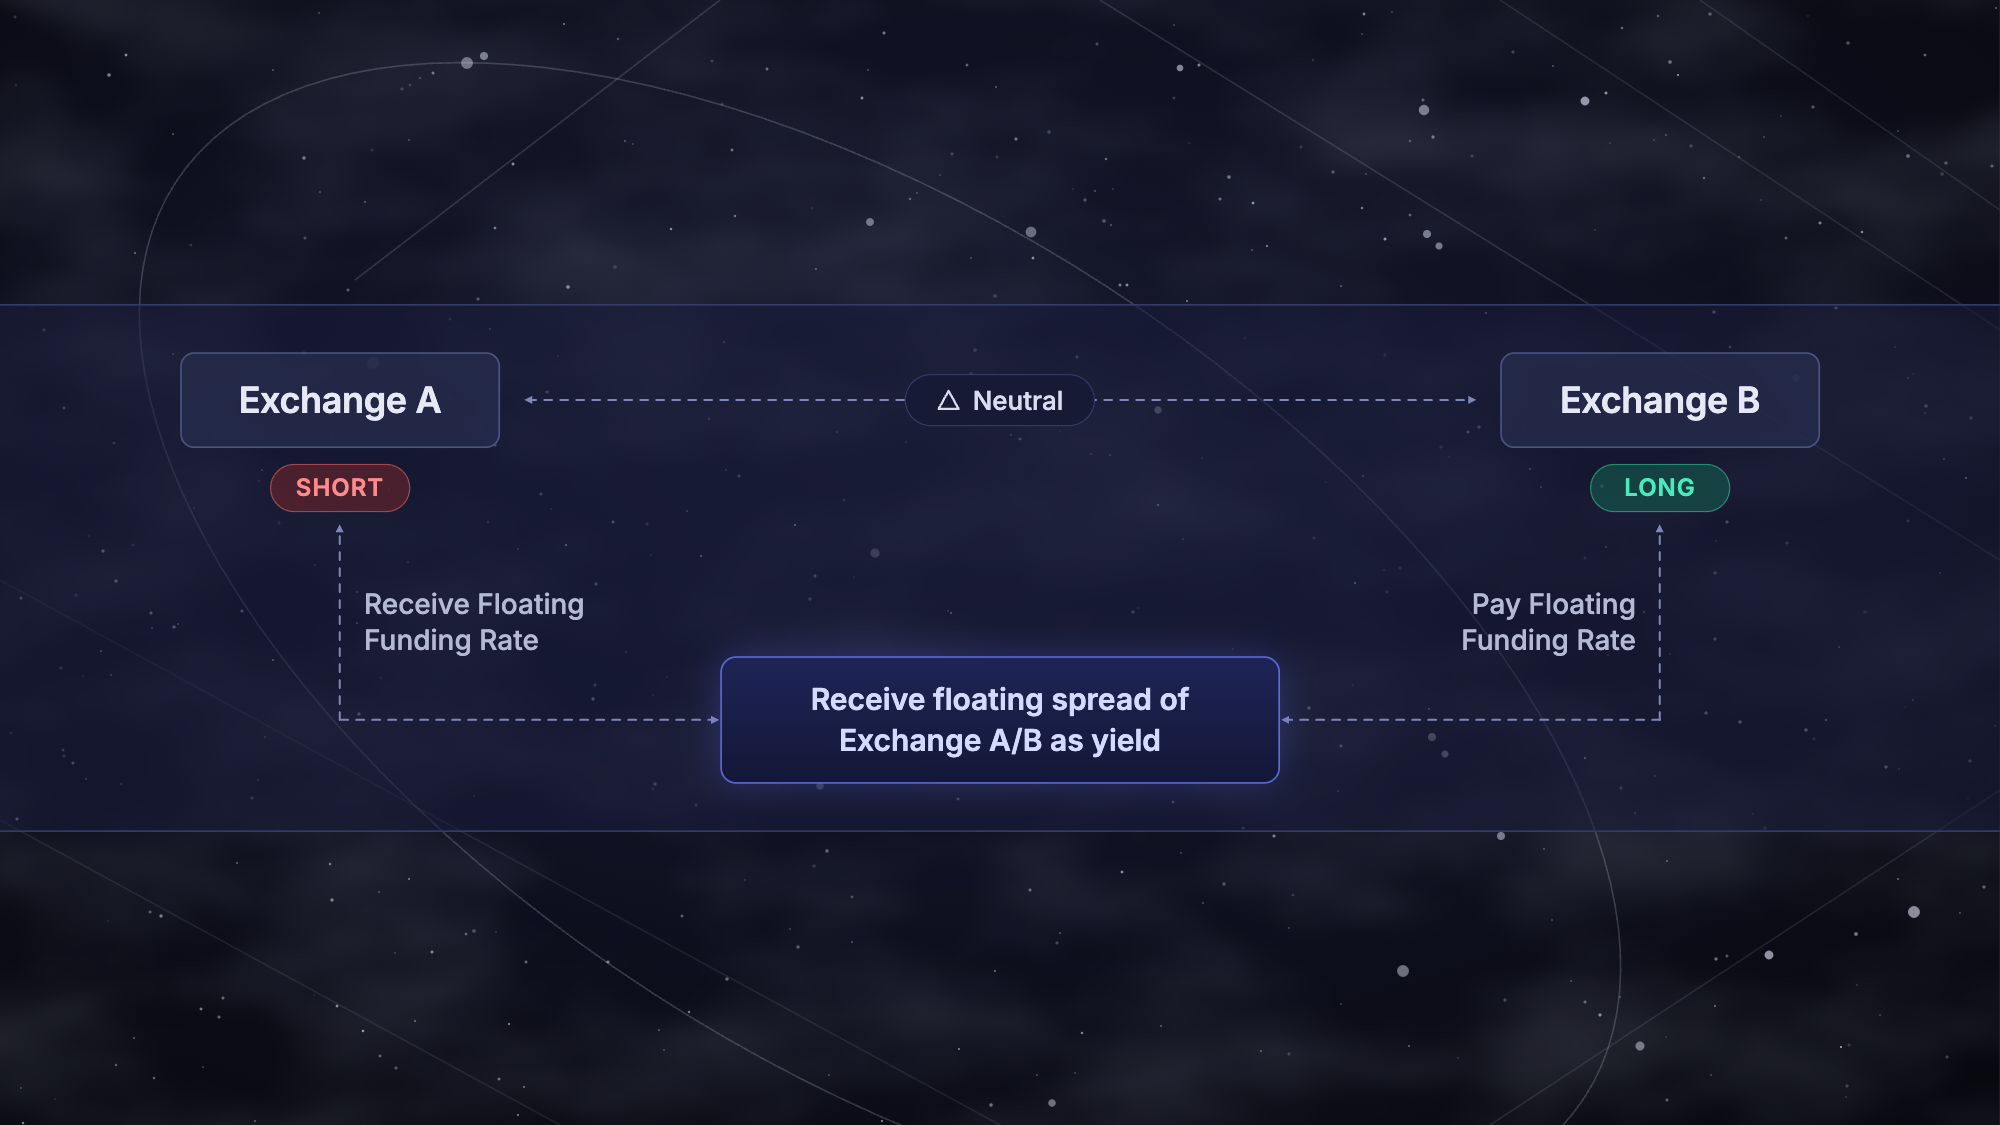 Exchange A
△ Neutral
Exchange B
SHORT
LONG
Receive Floating
Funding Rate
Pay Floating
Funding Rate
Receive floating spread of
Exchange A/B as yield